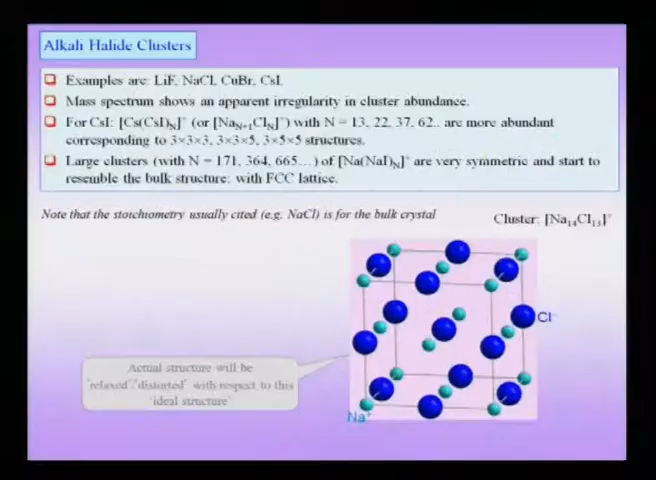 Alkali Halide Clusters
Examples are: LiF, NaCl, CuBr, CsI.
Mass spectrum shows an apparent irregularity in cluster abundance.
For CsI: [Cs(CsI)N]+ (or [NaN+1ClN]+) with N = 13, 22, 37, 62.. are more abundant
corresponding to 3×3×3, 3×3×5, 3×5×5 structures.
Large clusters (with N = 171, 364, 665…) of [Na(NaI)N]+ are very symmetric and start to
resemble the bulk structure: with FCC lattice.
Note that the stoichometry usually cited (e.g. NaCl) is for the bulk crystal
Cluster: [Na14Cl13]+
Cl-
Actual structure will be
'relaxed'/'distorted' with respect to this
'ideal structure'
Na+